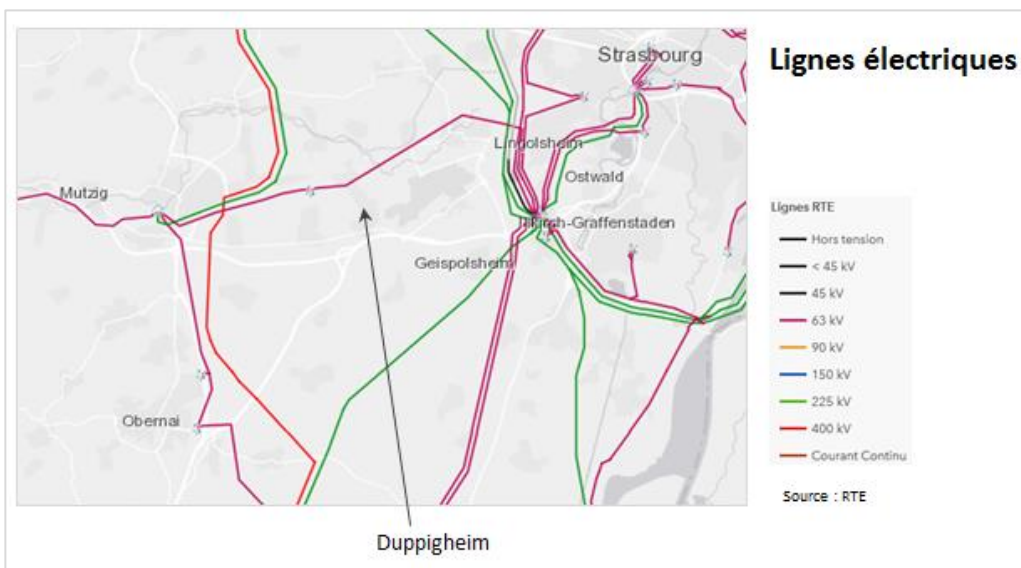 Lignes électriques
Strasbourg
Lingolsheim
Mutzig
Ostwald
Illkirch-Graffenstaden
Geispolsheim
Obernai
Lignes RTE
Hors tension
< 45 kV
45 kV
63 kV
90 kV
150 kV
225 kV
400 kV
Courant Continu
Source : RTE
Duppigheim